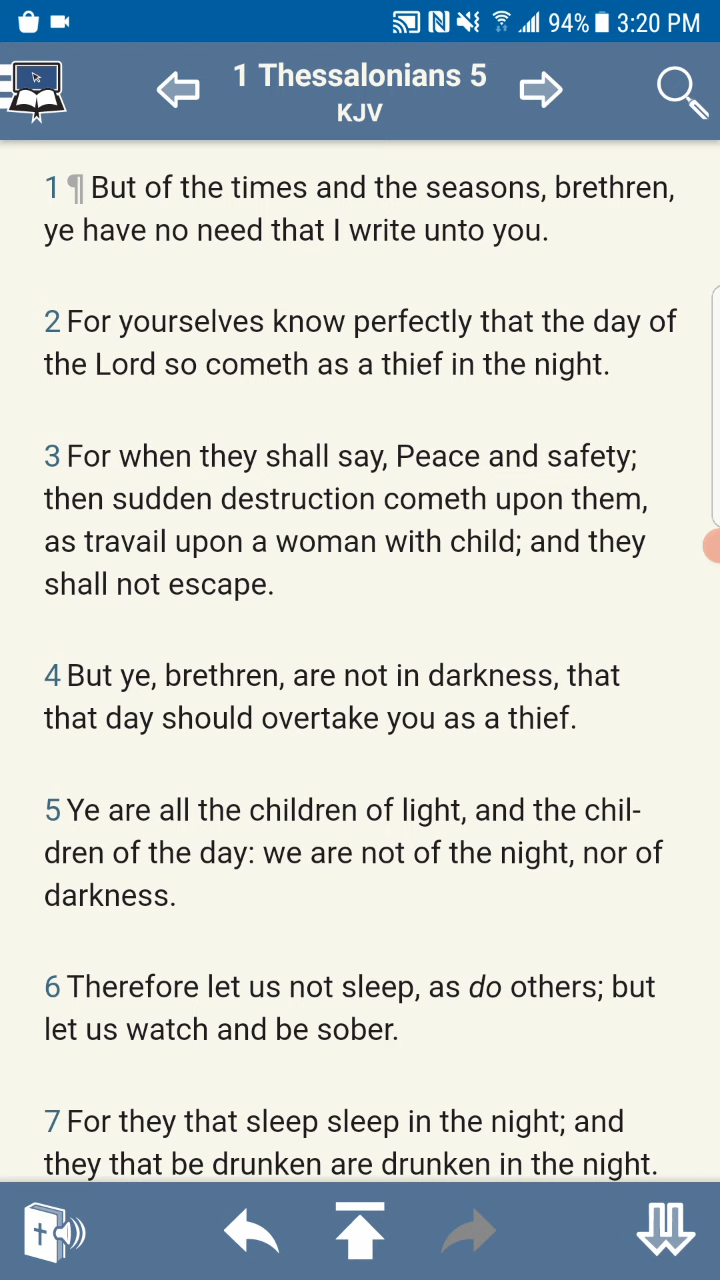 94% 3:20 PM
1 Thessalonians 5
KJV
1 ¶ But of the times and the seasons, brethren,
ye have no need that I write unto you.
2 For yourselves know perfectly that the day of
the Lord so cometh as a thief in the night.
3 For when they shall say, Peace and safety;
then sudden destruction cometh upon them,
as travail upon a woman with child; and they
shall not escape.
4 But ye, brethren, are not in darkness, that
that day should overtake you as a thief.
5 Ye are all the children of light, and the chil-
dren of the day: we are not of the night, nor of
darkness.
6 Therefore let us not sleep, as do others; but
let us watch and be sober.
7 For they that sleep sleep in the night; and
they that be drunken are drunken in the night.